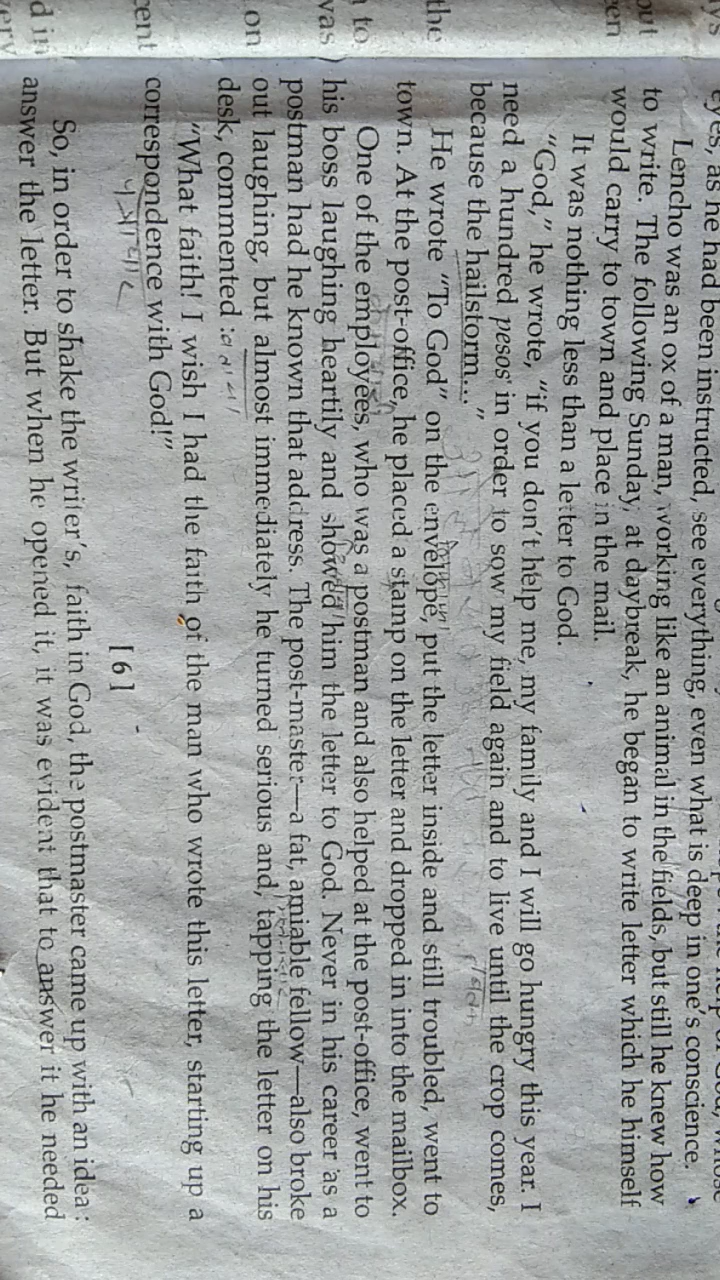 eyes, as he had been instructed, see everything, even what is deep in one's conscience.
Lencho was an ox of a man, working like an animal in the fields, but still he knew how
to write. The following Sunday, at daybreak, he began to write letter which he himself
would carry to town and place in the mail.
It was nothing less than a letter to God.
"God," he wrote, "if you don't help me, my family and I will go hungry this year. I
need a hundred pesos in order to sow my field again and to live until the crop comes,
because the hailstorm..."
He wrote "To God" on the envelope, put the letter inside and still troubled, went to
town. At the post-office, he placed a stamp on the letter and dropped in into the mailbox.
One of the employees, who was a postman and also helped at the post-office, went to
his boss laughing heartily and showed him the letter to God. Never in his career as a
postman had he known that address. The post-master—a fat, amiable fellow—also broke
out laughing, but almost immediately he turned serious and, tapping the letter on his
desk, commented :
"What faith! I wish I had the faith of the man who wrote this letter, starting up a
correspondence with God!"
[6]
So, in order to shake the writer's, faith in God, the postmaster came up with an idea :
answer the letter. But when he opened it, it was evident that to answer it he needed